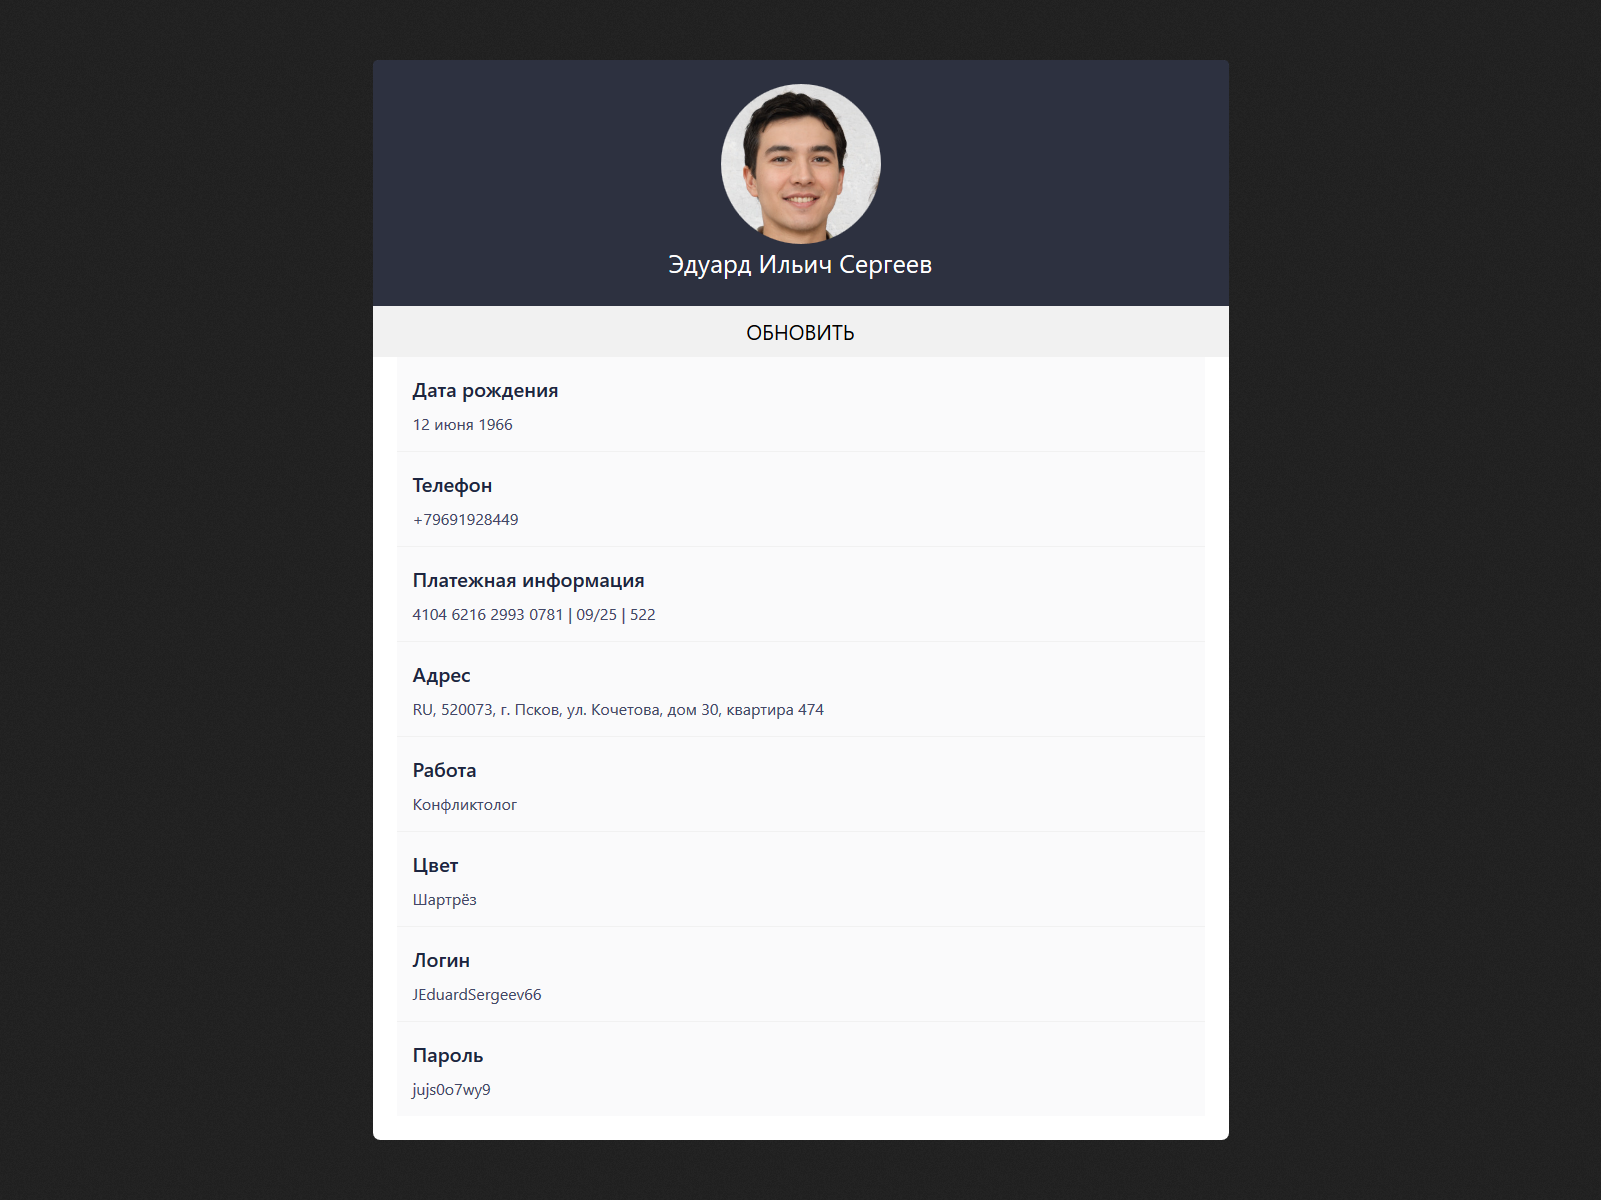 Эдуард Ильич Сергеев
ОБНОВИТЬ
Дата рождения
12 июня 1966
Телефон
+79691928449
Платежная информация
4104 6216 2993 0781 | 09/25 | 522
Адрес
RU, 520073, г. Псков, ул. Кочетова, дом 30, квартира 474
Работа
Конфликтолог
Цвет
Шартрёз
Логин
JEduardSergeev66
Пароль
jujs0o7wy9